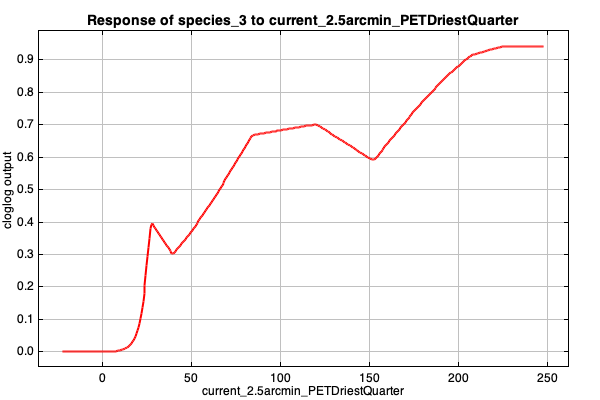 Response of species_3 to current_2.5arcmin_PETDriestQuarter
cloglog output
0.9
0.8
0.7
0.6
0.5
0.4
0.3
0.2
0.1
0.0
0 50 100 150 200 250
current_2.5arcmin_PETDriestQuarter